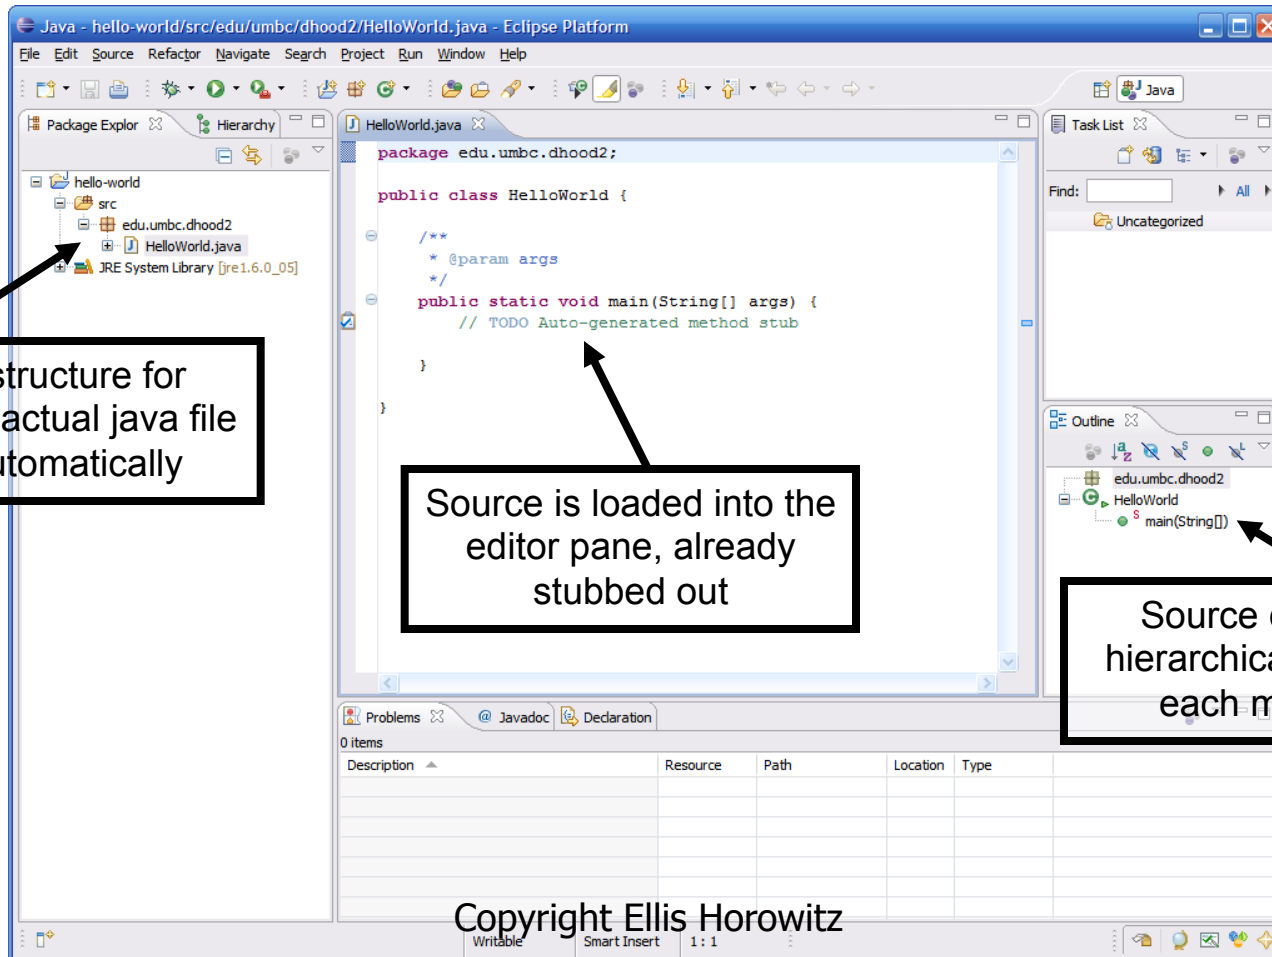 Java - hello-world/src/edu/umbc/dhood2/HelloWorld.java - Eclipse Platform
File Edit Source Refactor Navigate Search Project Run Window Help
Java
Package Explor Hierarchy
HelloWorld.java
Task List
hello-world
src
edu.umbc.dhood2
HelloWorld.java
JRE System Library [jre1.6.0_05]
package edu.umbc.dhood2;
public class HelloWorld {
/**
* @param args
*/
public static void main(String[] args) {
// TODO Auto-generated method stub
}
}
Find: All
Uncategorized
structure for
actual java file
utomatically
Source is loaded into the
editor pane, already
stubbed out
Outline
edu.umbc.dhood2
HelloWorld
main(String[])
Source
hierarchica
each m
Problems Javadoc Declaration
0 items
Description Resource Path Location Type
Copyright Ellis Horowitz
Writable Smart Insert 1 : 1